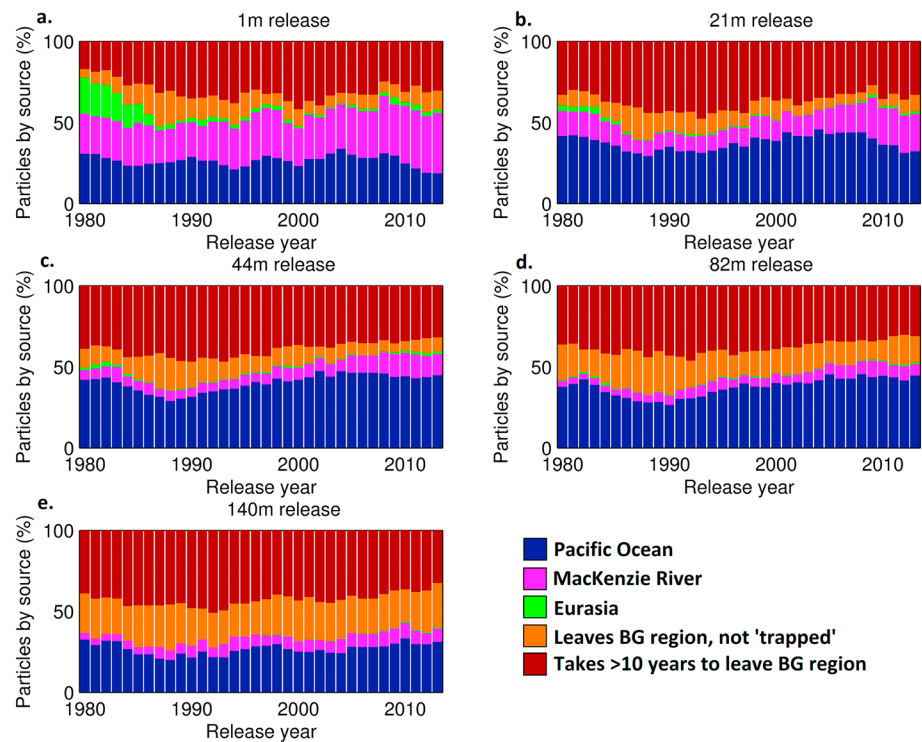 a.
1m release
Particles by source (%)
100
50
0
1980
1990
2000
2010
Release year
b.
21m release
Particles by source (%)
100
50
0
1980
1990
2000
2010
Release year
c.
44m release
Particles by source (%)
100
50
0
1980
1990
2000
2010
Release year
d.
82m release
Particles by source (%)
100
50
0
1980
1990
2000
2010
Release year
e.
140m release
Particles by source (%)
100
50
0
1980
1990
2000
2010
Release year
Pacific Ocean
MacKenzie River
Eurasia
Leaves BG region, not 'trapped'
Takes >10 years to leave BG region